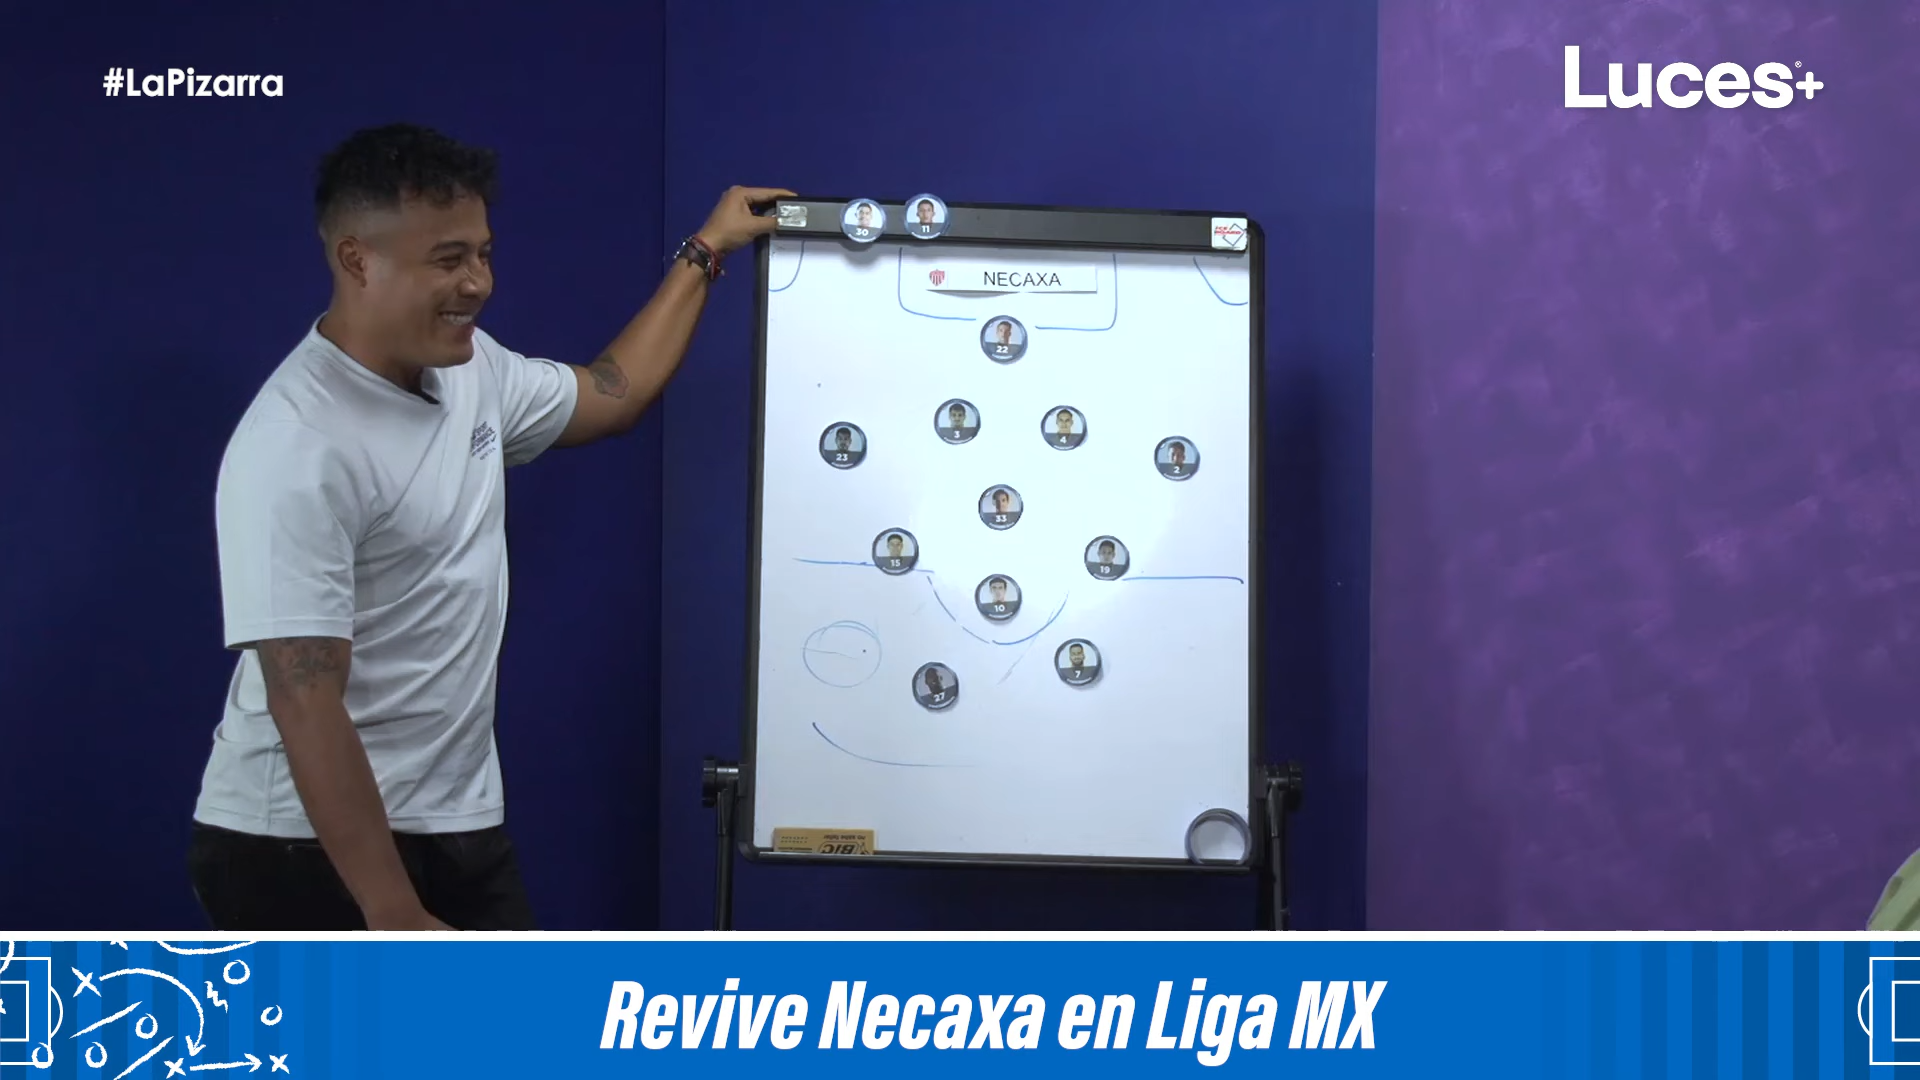 #LaPizarra
Luces+
30
11
NECAXA
22
3
4
23
2
33
15
19
10
7
27
BIC
Revive Necaxa en Liga MX